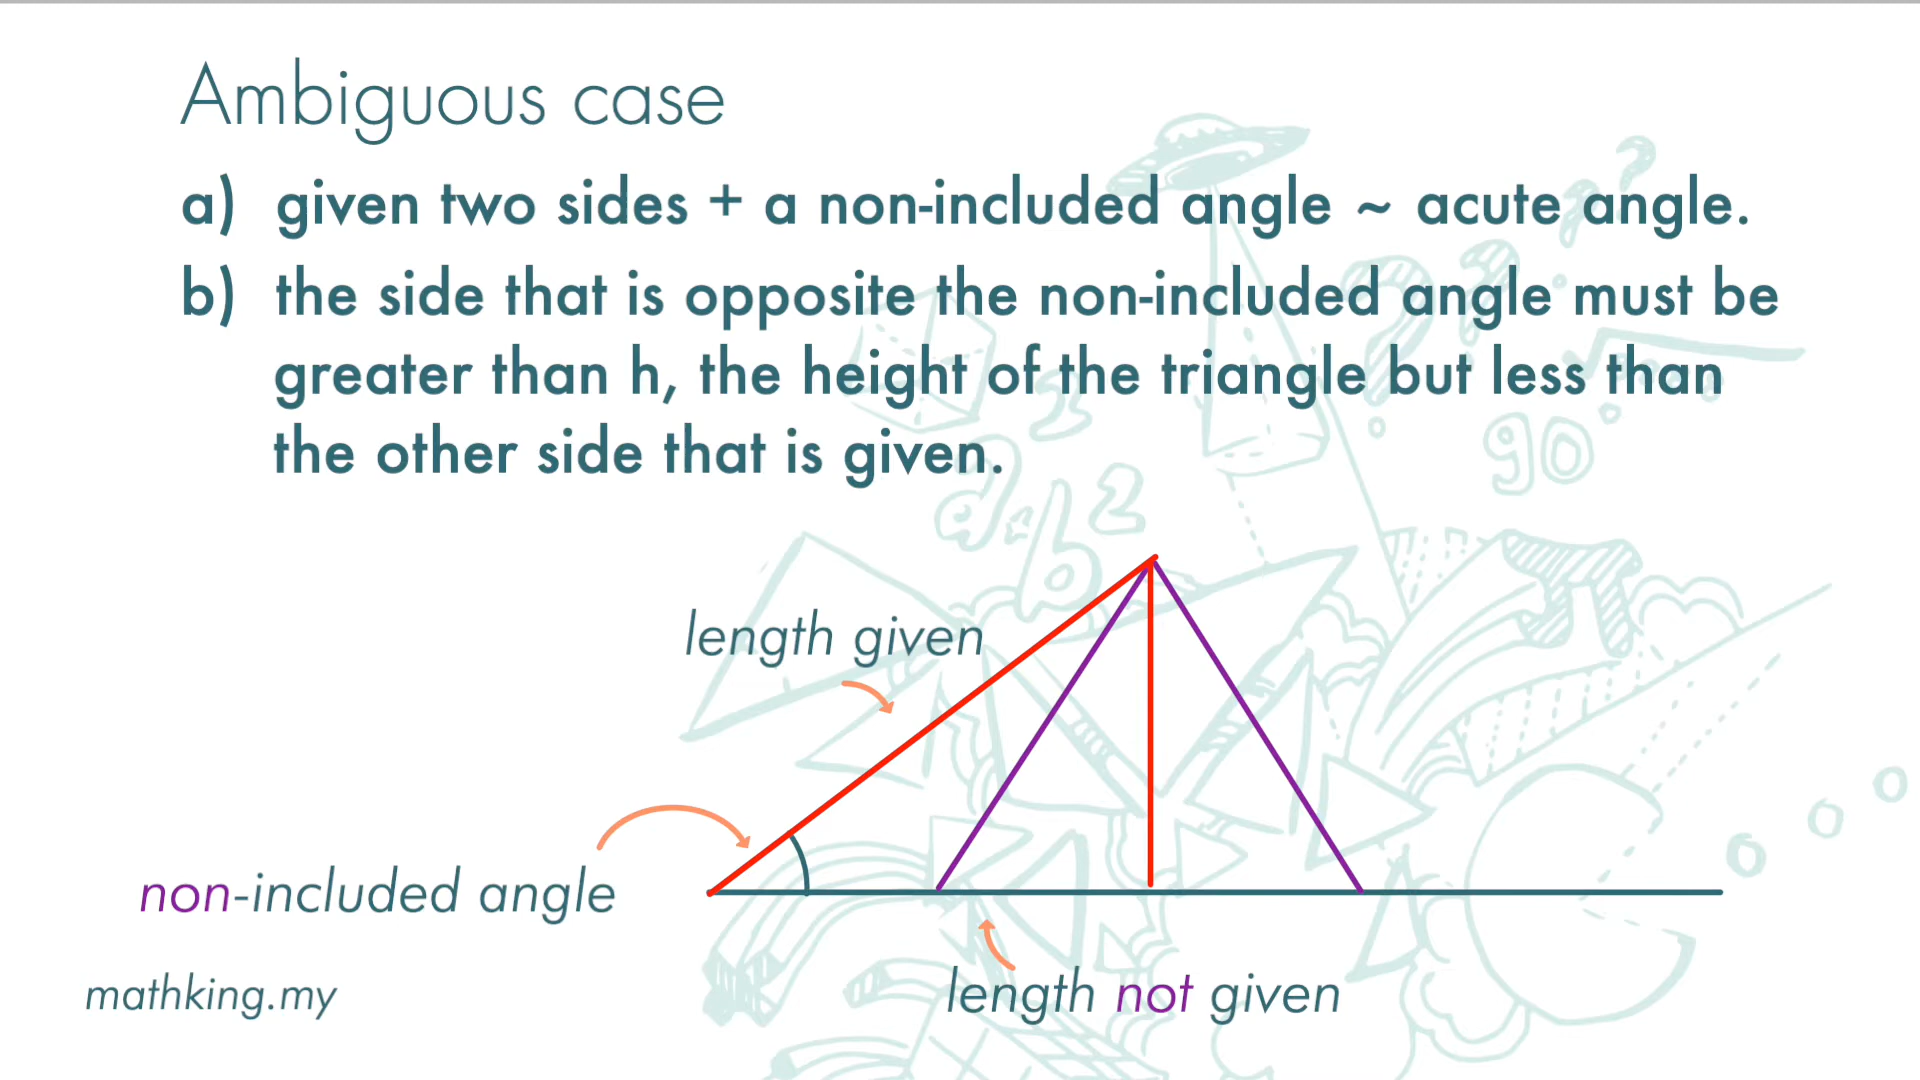 Ambiguous case
a) given two sides + a non-included angle ~ acute angle.
b) the side that is opposite the non-included angle must be
greater than h, the height of the triangle but less than
the other side that is given.
90
2
a+b
length given
non-included angle
length not given
mathking.my